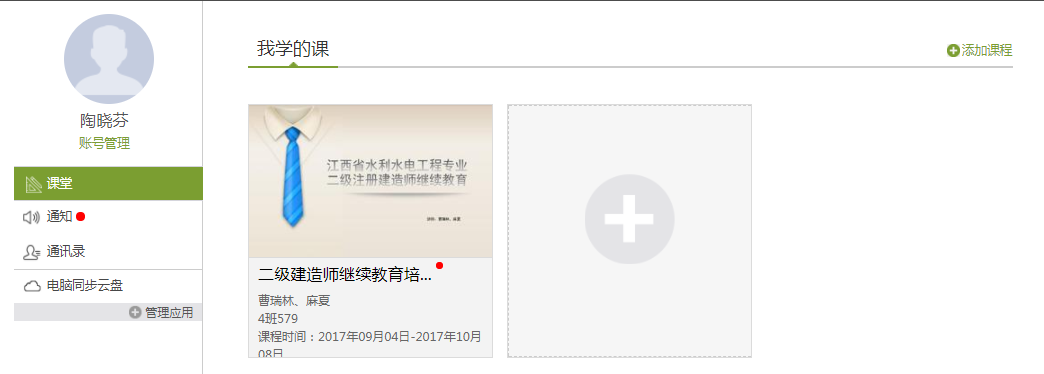 陶晓芬
账号管理
课堂
通知
通讯录
电脑同步云盘
管理应用
我学的课
添加课程
江西省水利水电工程专业
二级注册建造师继续教育
二级建造师继续教育培...
曹瑞林、麻夏
4班579
课程时间：2017年09月04日-2017年10月
08日